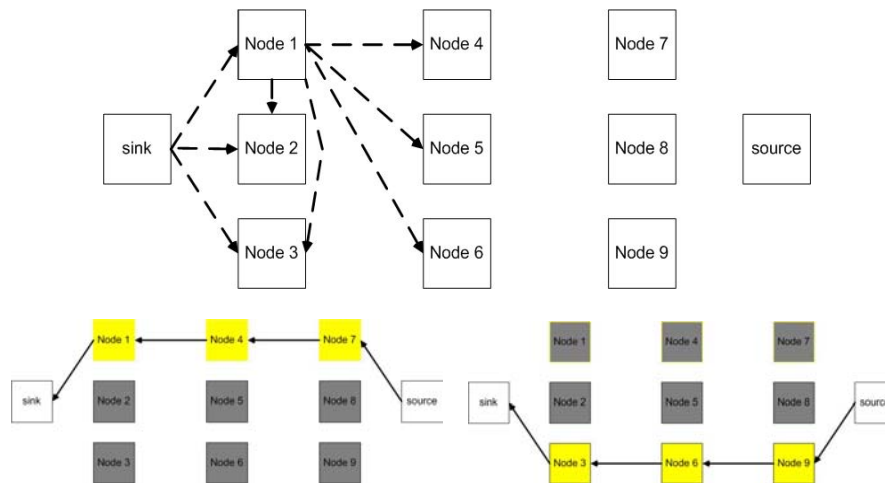 Node 1
Node 4
Node 7
sink
Node 2
Node 5
Node 8
source
Node 3
Node 6
Node 9
Node 1
Node 4
Node 7
sink
Node 2
Node 5
Node 8
source
Node 3
Node 6
Node 9
Node 1
Node 4
Node 7
sink
Node 2
Node 5
Node 8
source
Node 3
Node 6
Node 9